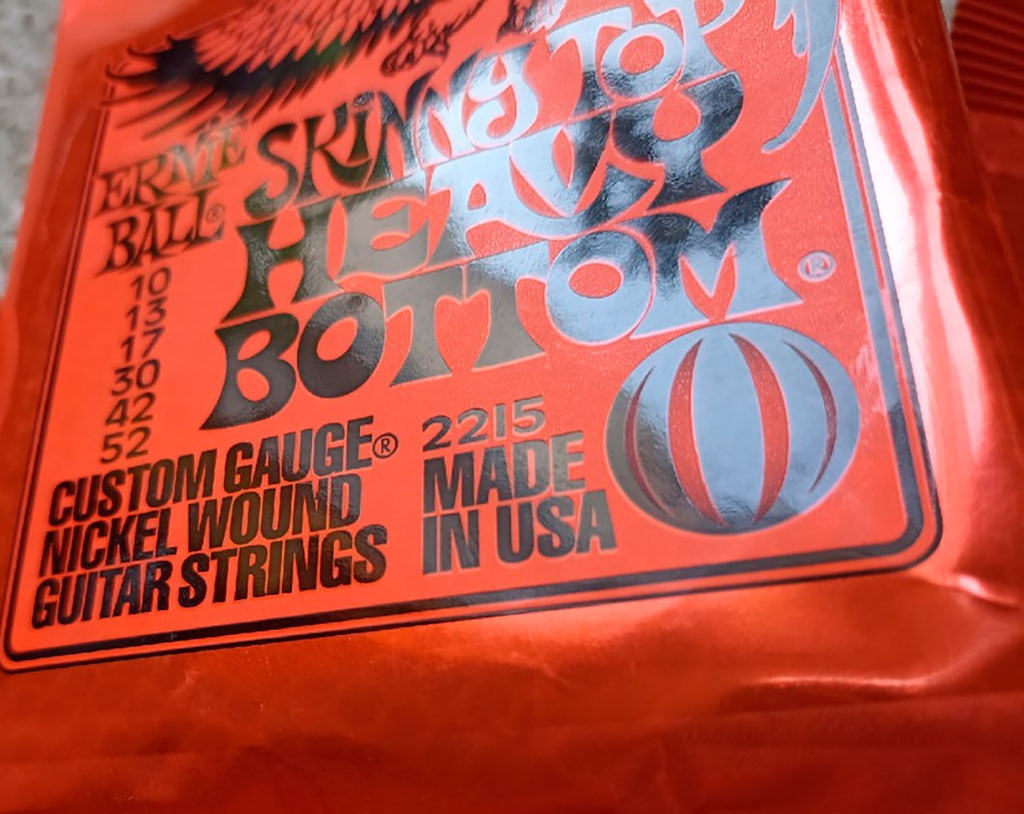 ERNIE
BALL®
SKINNY TOP
HEAVY
BOTTOM®
10
13
17
30
42
52
CUSTOM GAUGE®
NICKEL WOUND
GUITAR STRINGS
2215
MADE
IN USA